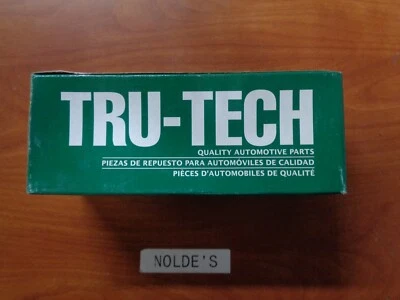 TRU-TECH
QUALITY AUTOMOTIVE PARTS
PIEZAS DE REPUESTO PARA AUTOMÓVILES DE CALIDAD
PIÈCES D'AUTOMOBILES DE QUALITÉ
NOLDE'S